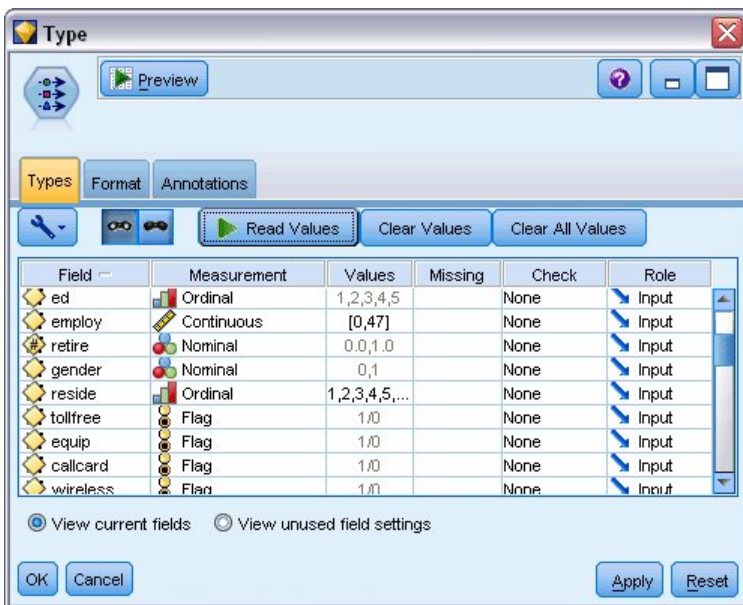 Type
Preview
Types Format Annotations
Read Values Clear Values Clear All Values
Field Measurement Values Missing Check Role
ed Ordinal 1,2,3,4,5 None Input
employ Continuous [0,47] None Input
retire Nominal 0.0,1.0 None Input
gender Nominal 0,1 None Input
reside Ordinal 1,2,3,4,5,... None Input
tollfree Flag 1/0 None Input
equip Flag 1/0 None Input
callcard Flag 1/0 None Input
wireless Flag 1/0 None Input
View current fields View unused field settings
OK Cancel Apply Reset